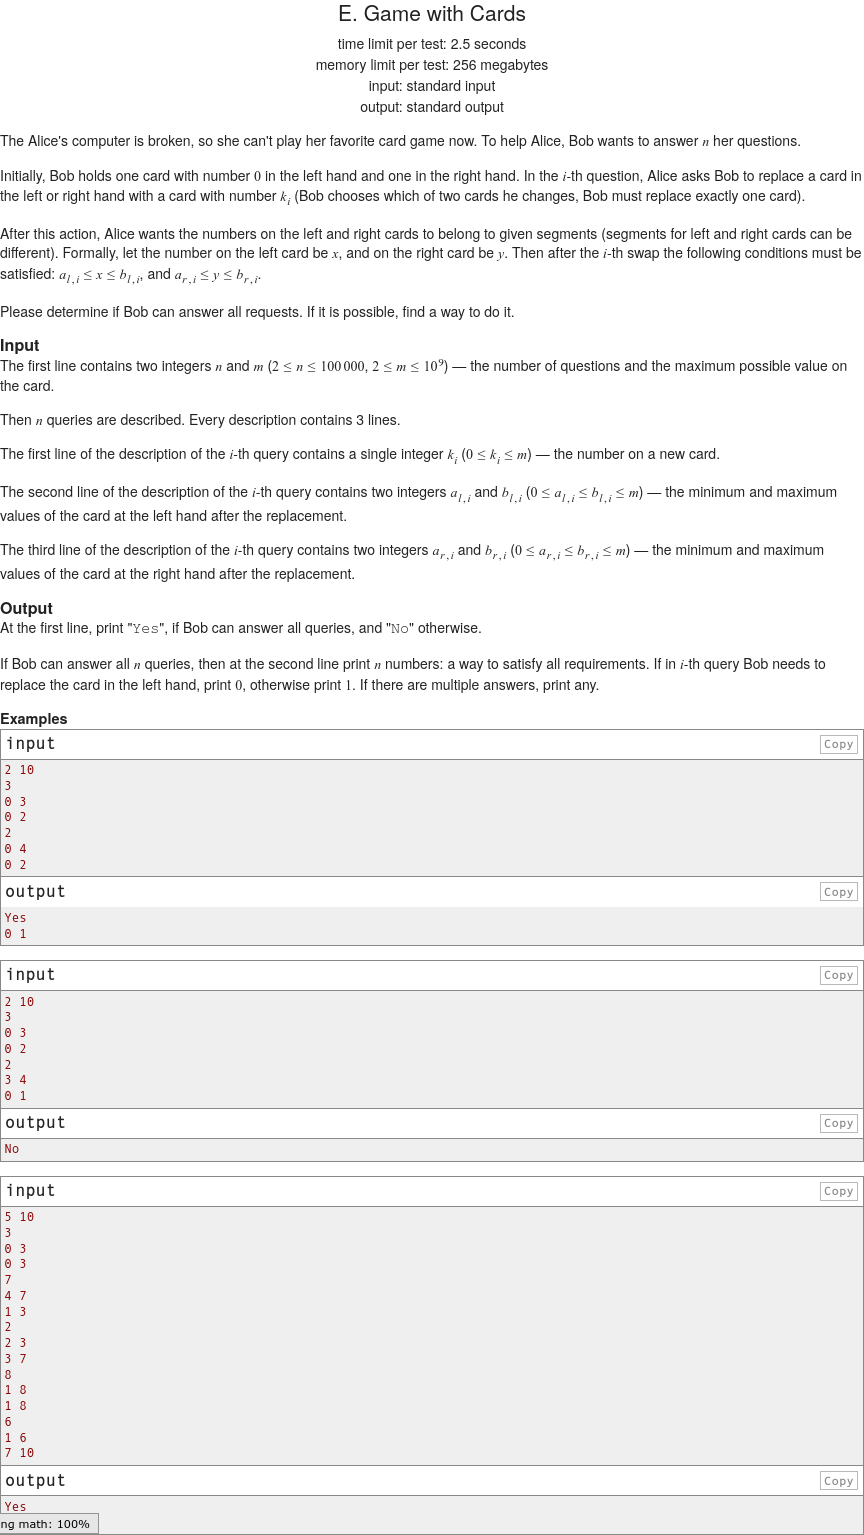 E. Game with Cards
time limit per test: 2.5 seconds
memory limit per test: 256 megabytes
input: standard input
output: standard output
The Alice's computer is broken, so she can't play her favorite card game now. To help Alice, Bob wants to answer n her questions.
Initially, Bob holds one card with number 0 in the left hand and one in the right hand. In the i-th question, Alice asks Bob to replace a card in
the left or right hand with a card with number k_i (Bob chooses which of two cards he changes, Bob must replace exactly one card).
After this action, Alice wants the numbers on the left and right cards to belong to given segments (segments for left and right cards can be
different). Formally, let the number on the left card be x, and on the right card be y. Then after the i-th swap the following conditions must be
satisfied: a_{l,i} ≤ x ≤ b_{l,i}, and a_{r,i} ≤ y ≤ b_{r,i}.
Please determine if Bob can answer all requests. If it is possible, find a way to do it.
Input
The first line contains two integers n and m (2 ≤ n ≤ 100 000, 2 ≤ m ≤ 10^9) — the number of questions and the maximum possible value on
the card.
Then n queries are described. Every description contains 3 lines.
The first line of the description of the i-th query contains a single integer k_i (0 ≤ k_i ≤ m) — the number on a new card.
The second line of the description of the i-th query contains two integers a_{l,i} and b_{l,i} (0 ≤ a_{l,i} ≤ b_{l,i} ≤ m) — the minimum and maximum
values of the card at the left hand after the replacement.
The third line of the description of the i-th query contains two integers a_{r,i} and b_{r,i} (0 ≤ a_{r,i} ≤ b_{r,i} ≤ m) — the minimum and maximum
values of the card at the right hand after the replacement.
Output
At the first line, print "Yes", if Bob can answer all queries, and "No" otherwise.
If Bob can answer all n queries, then at the second line print n numbers: a way to satisfy all requirements. If in i-th query Bob needs to
replace the card in the left hand, print 0, otherwise print 1. If there are multiple answers, print any.
Examples
input Copy
2 10
3
0 3
0 2
2
0 4
0 2
output Copy
Yes
0 1
input Copy
2 10
3
0 3
0 2
2
3 4
0 1
output Copy
No
input Copy
5 10
3
0 3
0 3
7
4 7
1 3
2
2 3
3 7
8
1 8
1 8
6
1 6
7 10
output Copy
Yes
ng math: 100%